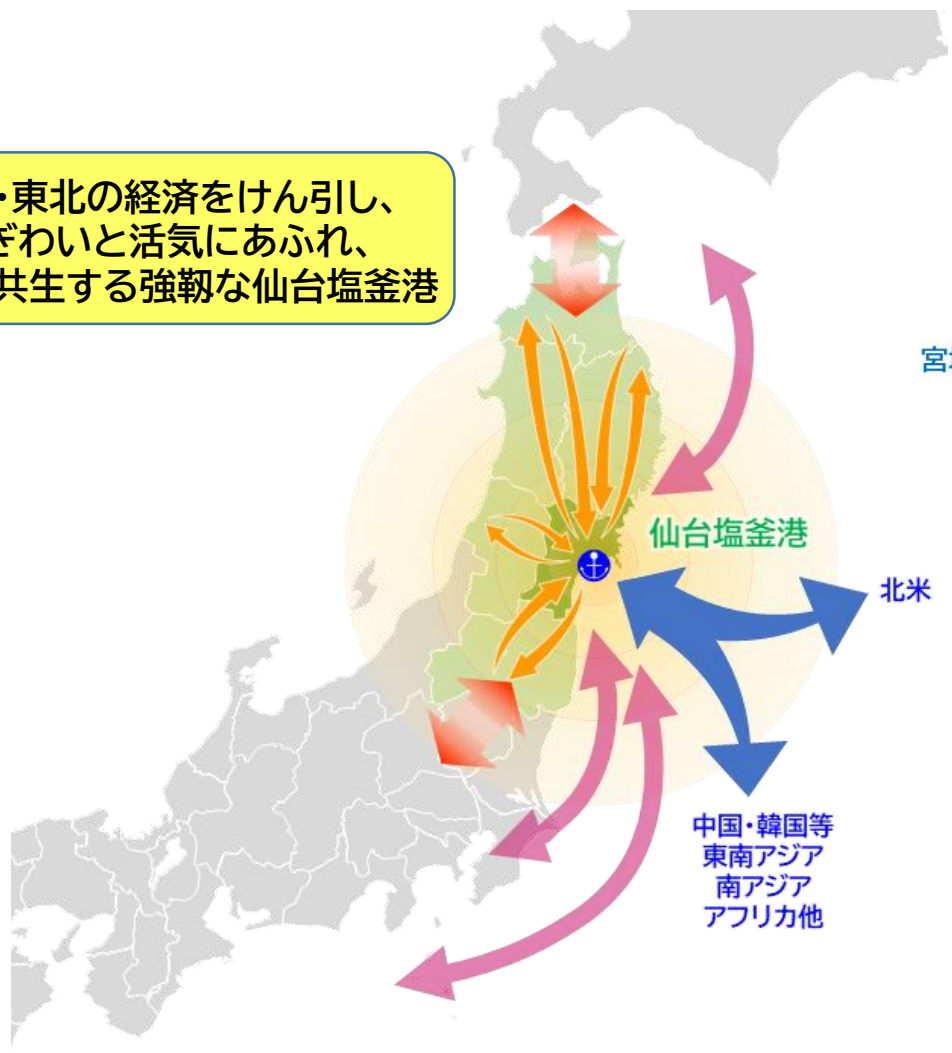 ・東北の経済をけん引し、
ぎわいと活気にあふれ、
共生する強靱な仙台塩釜港
宮
仙台塩釜港
北米
中国・韓国等
東南アジア
南アジア
アフリカ他